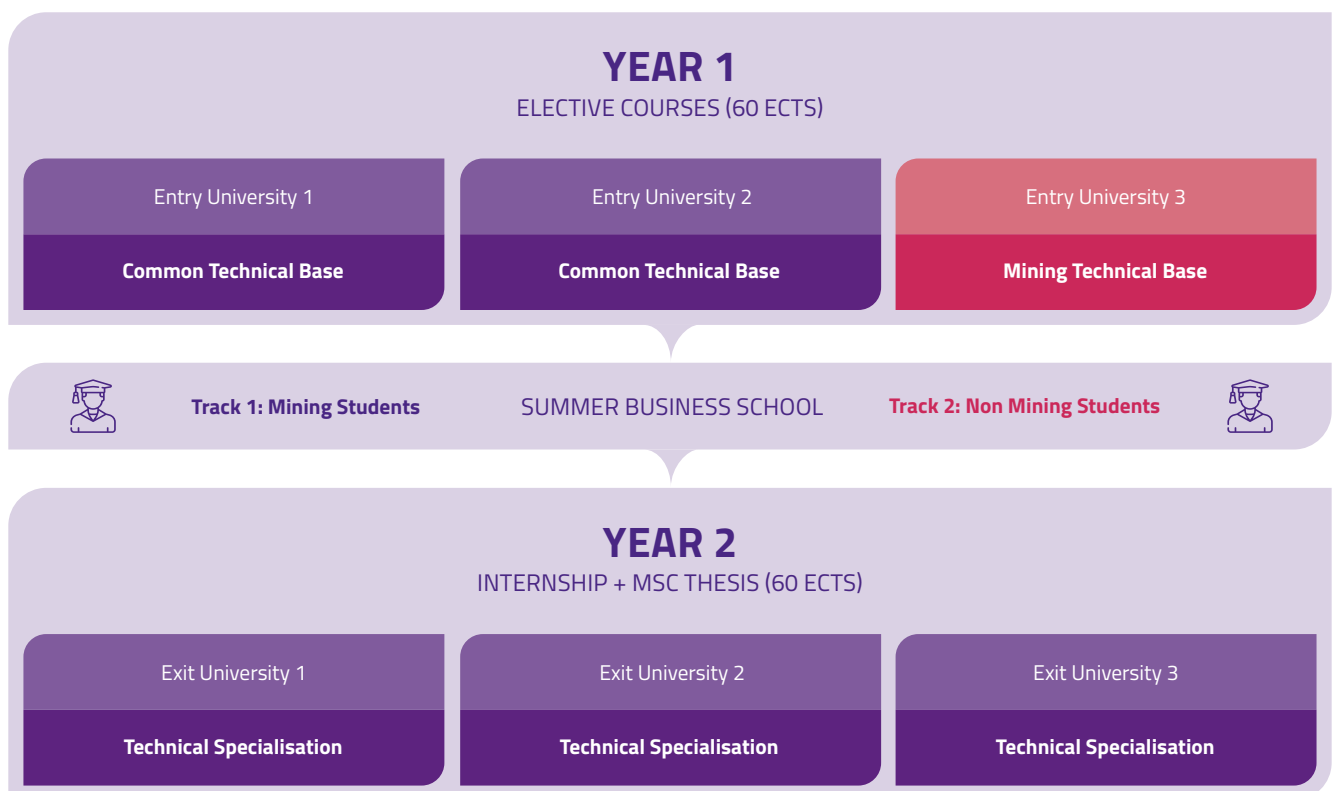 YEAR 1
ELECTIVE COURSES (60 ECTS)
Entry University 1
Entry University 2
Entry University 3
Common Technical Base
Common Technical Base
Mining Technical Base
Track 1: Mining Students
SUMMER BUSINESS SCHOOL
Track 2: Non Mining Students
YEAR 2
INTERNSHIP + MSC THESIS (60 ECTS)
Exit University 1
Exit University 2
Exit University 3
Technical Specialisation
Technical Specialisation
Technical Specialisation